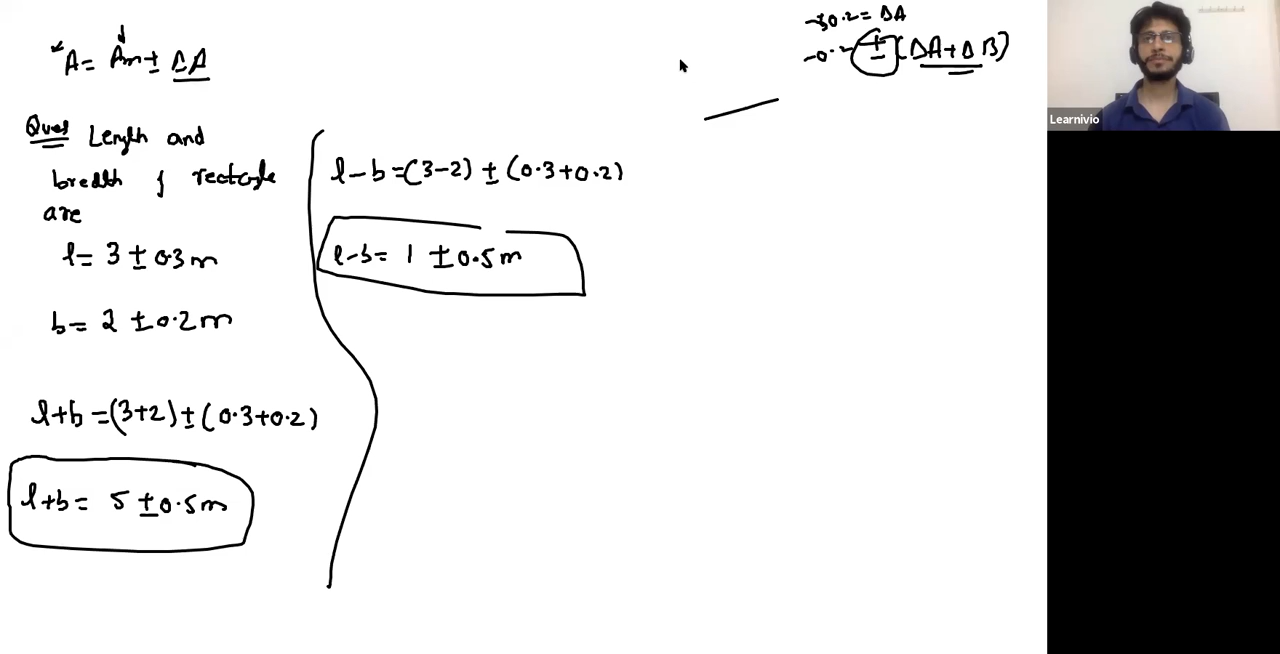 *A = Am ± ΔA
Ques Length and
breadth of rectangle
are
l = 3 ± 0.3 m
b = 2 ± 0.2 m
l+b = (3+2) ± (0.3+0.2)
l+b = 5 ± 0.5 m
l-b = (3-2) ± (0.3+0.2)
l-b = 1 ± 0.5 m
0.2 = ΔA
-0.2 ± (ΔA + ΔB)
Learnivio